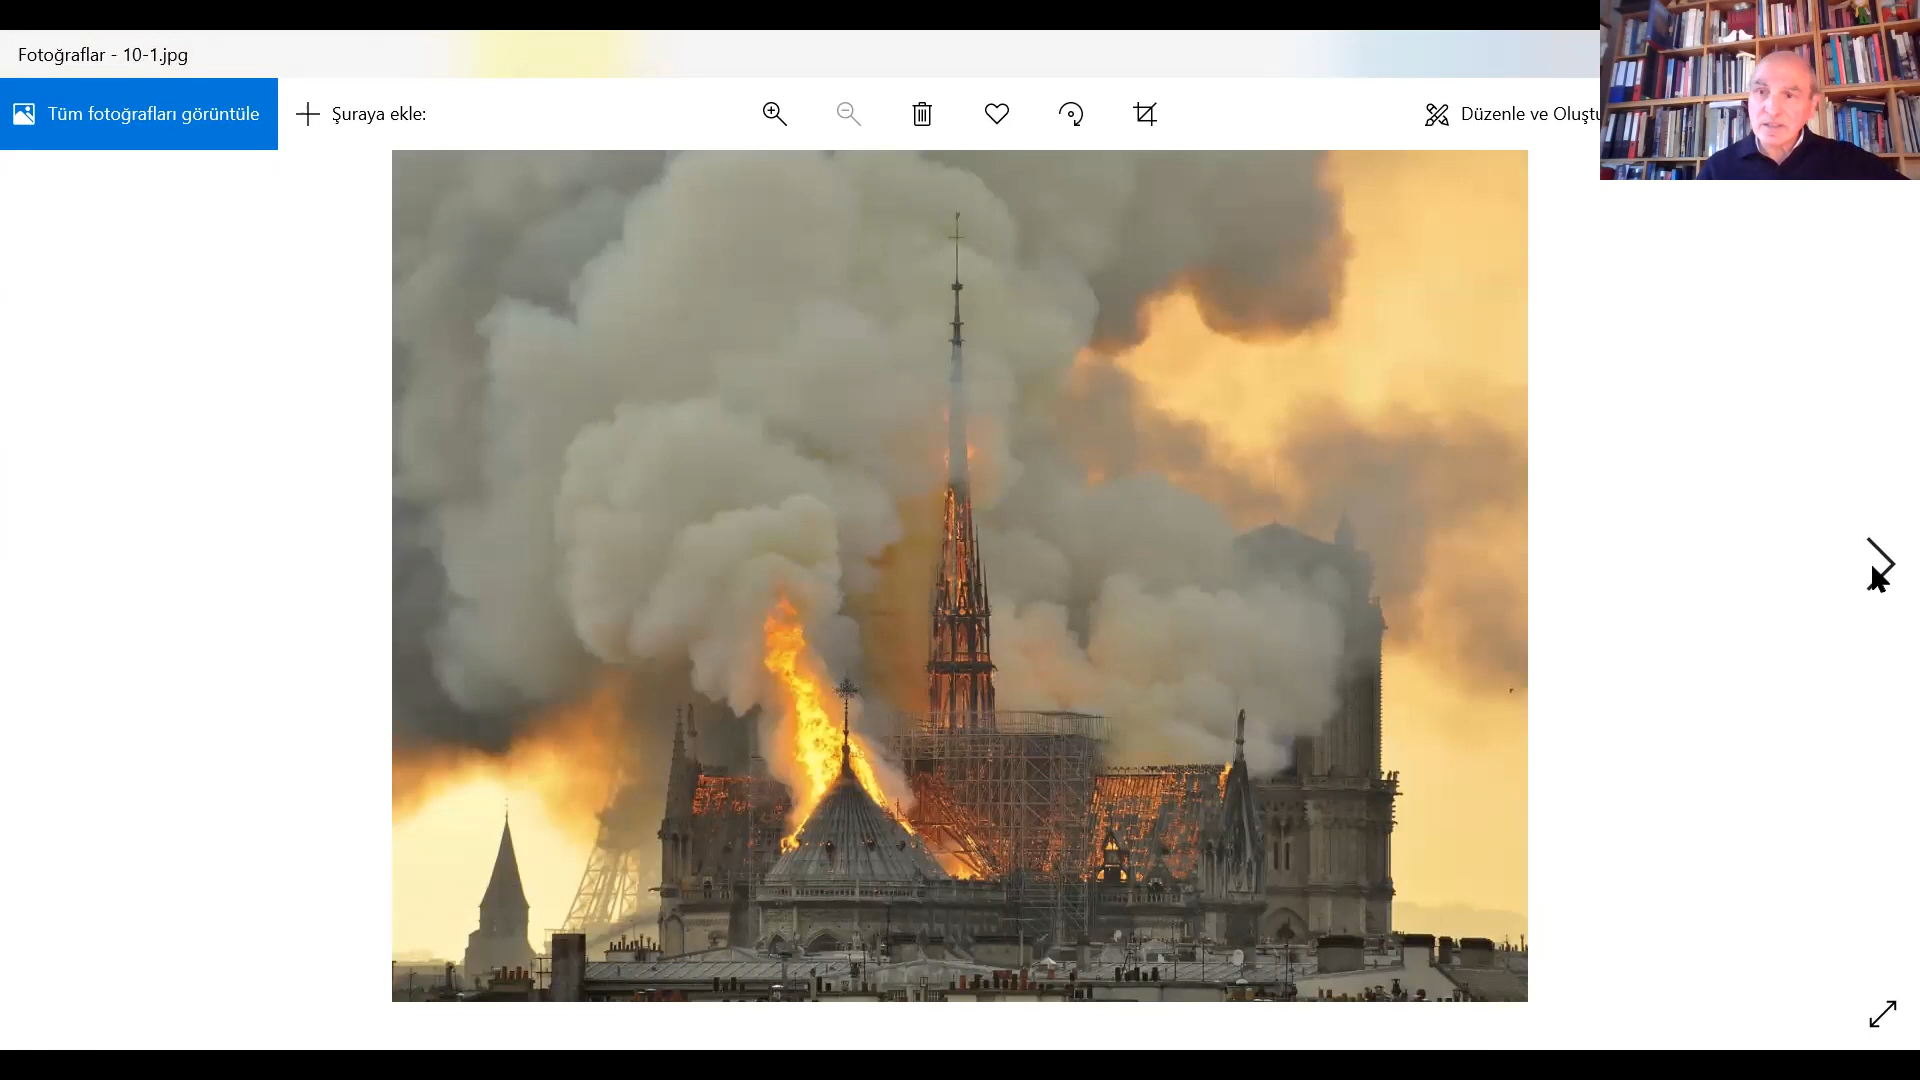 Fotoğraflar - 10-1.jpg
Tüm fotoğrafları görüntüle
Şuraya ekle:
Düzenle ve Oluştu